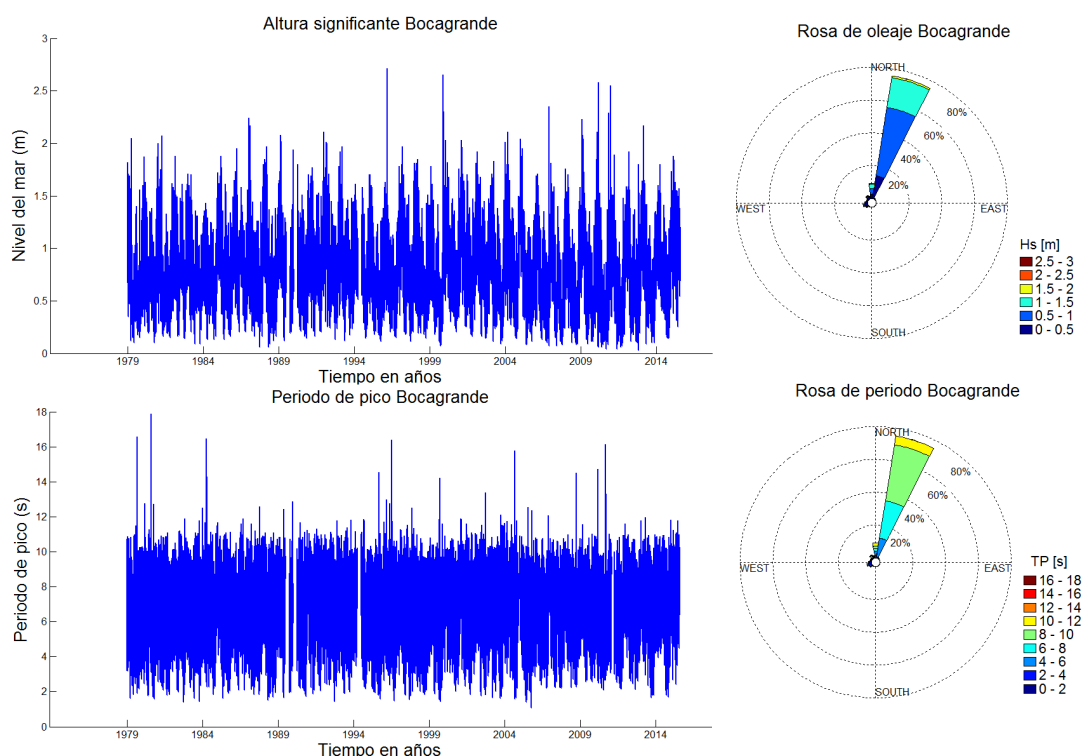 Altura significante Bocagrande
Nivel del mar (m)
3
2.5
2
1.5
1
0.5
0
1979 1984 1989 1994 1999 2004 2009 2014
Tiempo en años
Rosa de oleaje Bocagrande
NORTH
80%
60%
40%
20%
WEST
EAST
SOUTH
Hs [m]
2.5 - 3
2 - 2.5
1.5 - 2
1 - 1.5
0.5 - 1
0 - 0.5
Periodo de pico Bocagrande
Periodo de pico (s)
18
16
14
12
10
8
6
4
2
0
1979 1984 1989 1994 1999 2004 2009 2014
Tiempo en años
Rosa de periodo Bocagrande
NORTH
80%
60%
40%
20%
WEST
EAST
SOUTH
TP [s]
16 - 18
14 - 16
12 - 14
10 - 12
8 - 10
6 - 8
4 - 6
2 - 4
0 - 2